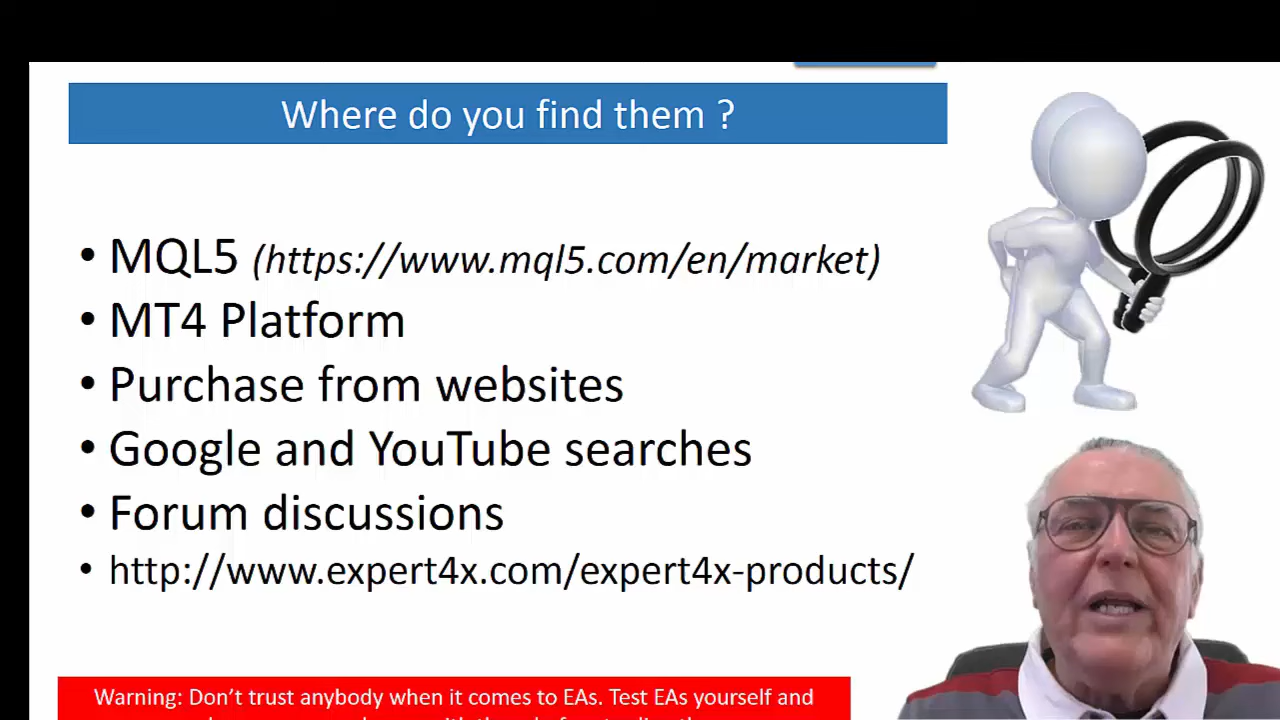 Where do you find them ?
• MQL5 (https://www.mql5.com/en/market)
• MT4 Platform
• Purchase from websites
• Google and YouTube searches
• Forum discussions
• http://www.expert4x.com/expert4x-products/
Warning: Don't trust anybody when it comes to EAs. Test EAs yourself and